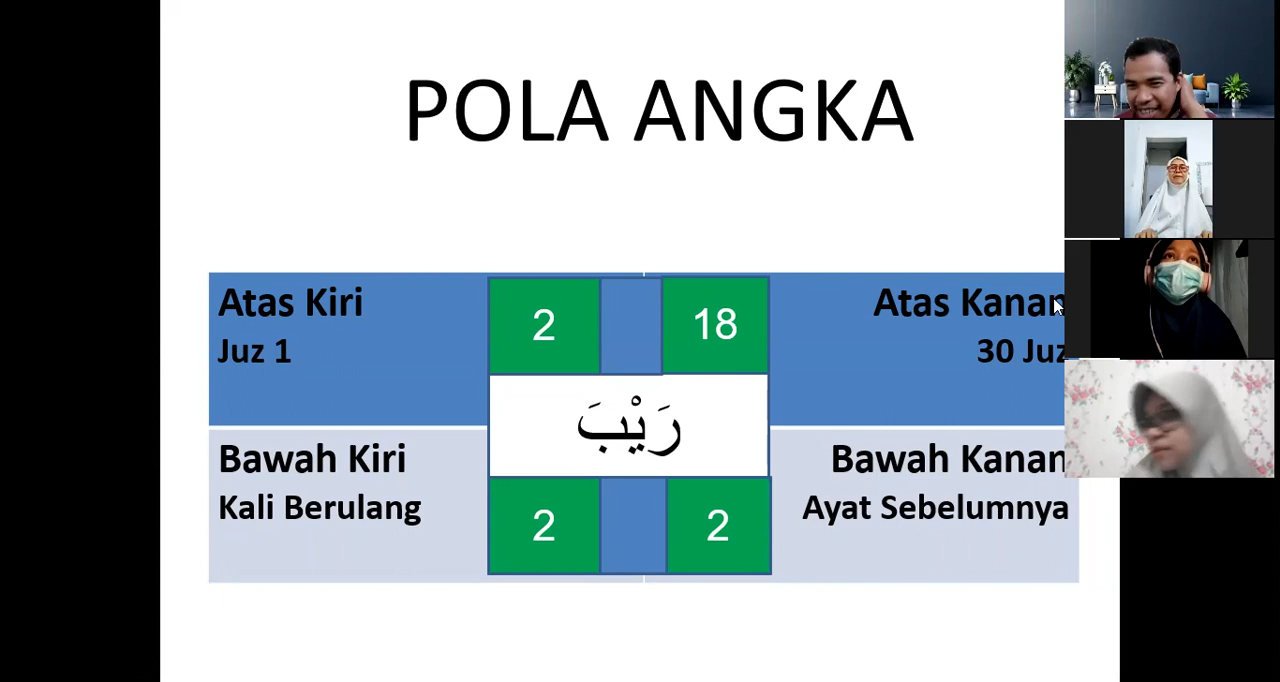 POLA ANGKA
Atas Kiri
Juz 1
2
18
Atas Kanan
30 Juz
رَيْبَ
Bawah Kiri
Kali Berulang
2
2
Bawah Kanan
Ayat Sebelumnya